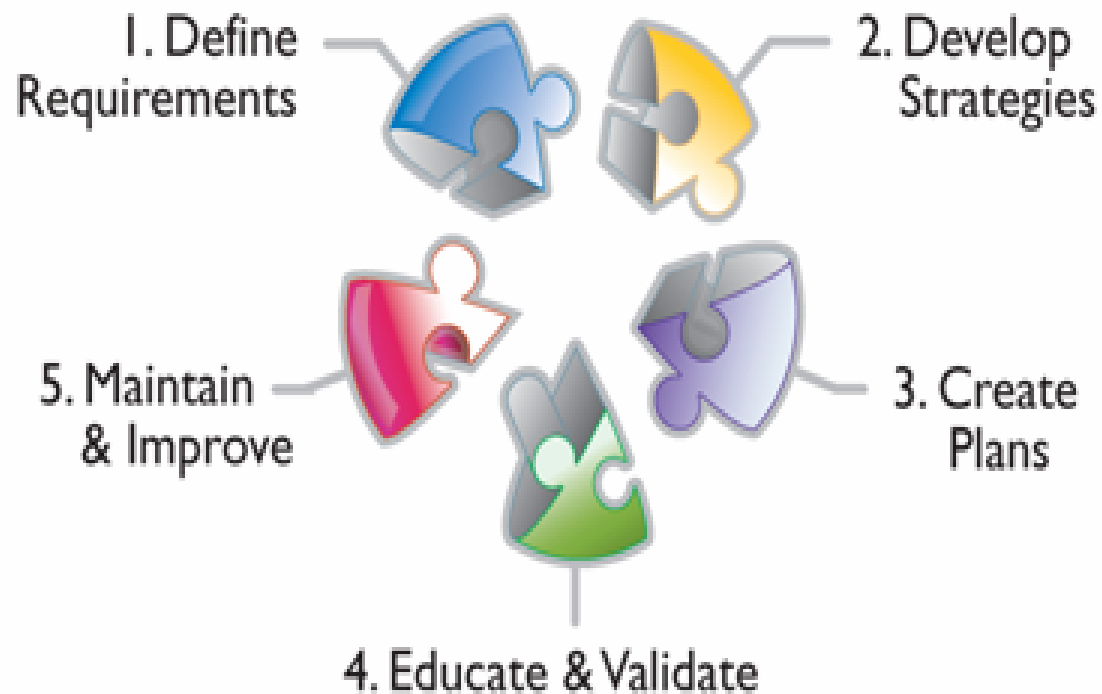 1. Define
Requirements
2. Develop
Strategies
3. Create
Plans
4. Educate & Validate
5. Maintain
& Improve